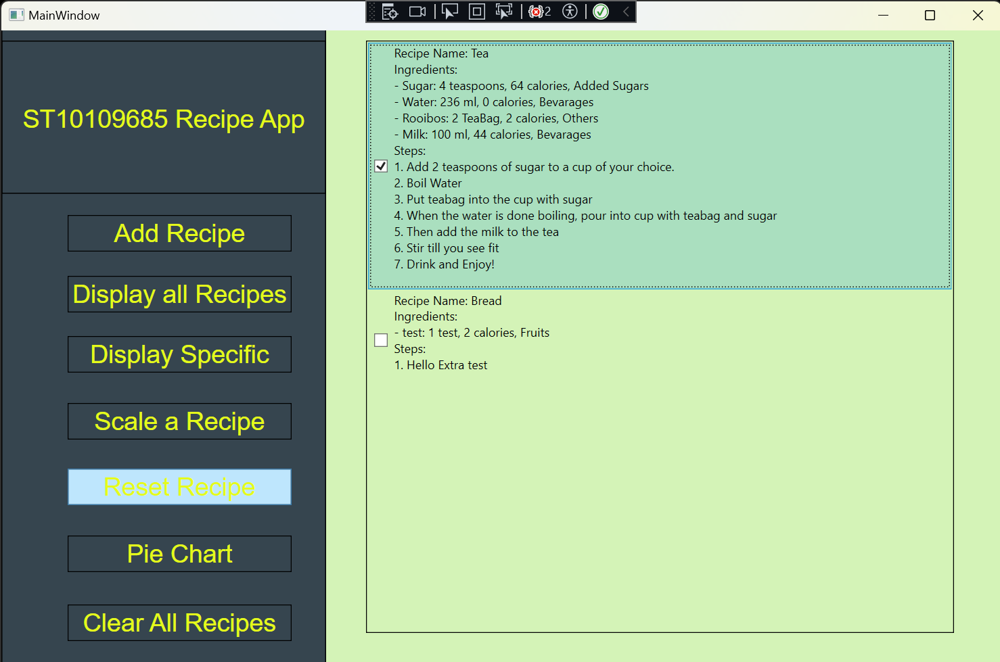 MainWindow
2
ST10109685 Recipe App
Add Recipe
Display all Recipes
Display Specific
Scale a Recipe
Reset Recipe
Pie Chart
Clear All Recipes
Recipe Name: Tea
Ingredients:
- Sugar: 4 teaspoons, 64 calories, Added Sugars
- Water: 236 ml, 0 calories, Bevarages
- Rooibos: 2 TeaBag, 2 calories, Others
- Milk: 100 ml, 44 calories, Bevarages
Steps:
1. Add 2 teaspoons of sugar to a cup of your choice.
2. Boil Water
3. Put teabag into the cup with sugar
4. When the water is done boiling, pour into cup with teabag and sugar
5. Then add the milk to the tea
6. Stir till you see fit
7. Drink and Enjoy!
Recipe Name: Bread
Ingredients:
- test: 1 test, 2 calories, Fruits
Steps:
1. Hello Extra test